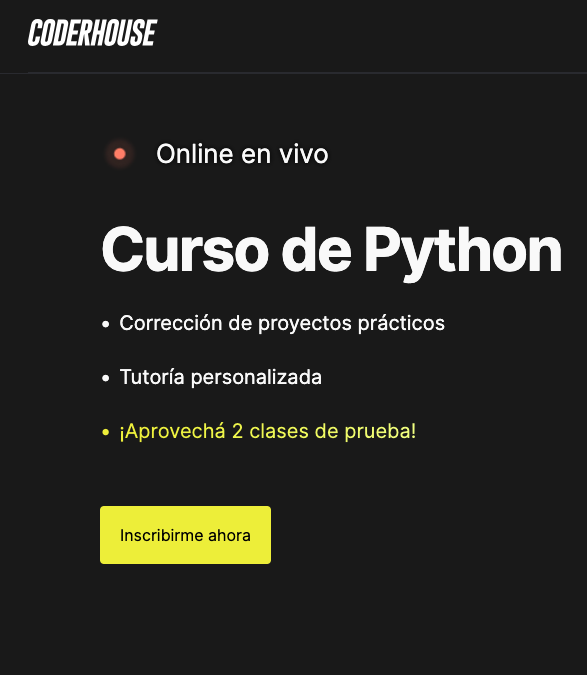 CODERHOUSE
Online en vivo
Curso de Python
• Corrección de proyectos prácticos
• Tutoría personalizada
• ¡Aprovechá 2 clases de prueba!
Inscribirme ahora